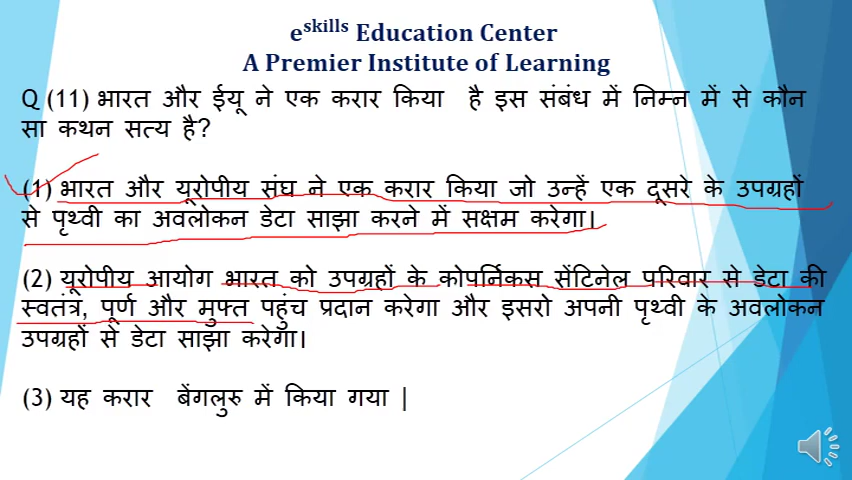 eskills Education Center
A Premier Institute of Learning
Q (11) भारत और ईयू ने एक करार किया है इस संबंध में निम्न में से कौन
सा कथन सत्य है?
(1) भारत और यूरोपीय संघ ने एक करार किया जो उन्हें एक दूसरे के उपग्रहों
से पृथ्वी का अवलोकन डेटा साझा करने में सक्षम करेगा।
(2) यूरोपीय आयोग भारत को उपग्रहों के कोपर्निकस सेंटिनेल परिवार से डेटा की
स्वतंत्र, पूर्ण और मुफ्त पहुंच प्रदान करेगा और इसरो अपनी पृथ्वी के अवलोकन
उपग्रहों से डेटा साझा करेगा।
(3) यह करार बेंगलुरु में किया गया |